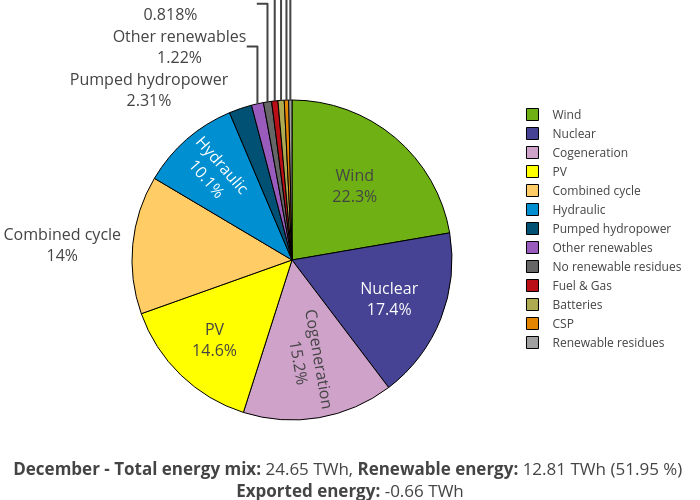 0.818%
Other renewables
1.22%
Pumped hydropower
2.31%
Hydraulic
10.1%
Wind
22.3%
Combined cycle
14%
Nuclear
17.4%
PV
14.6%
Cogeneration
15.2%
Wind
Nuclear
Cogeneration
PV
Combined cycle
Hydraulic
Pumped hydropower
Other renewables
No renewable residues
Fuel & Gas
Batteries
CSP
Renewable residues
December - Total energy mix: 24.65 TWh, Renewable energy: 12.81 TWh (51.95 %)
Exported energy: -0.66 TWh